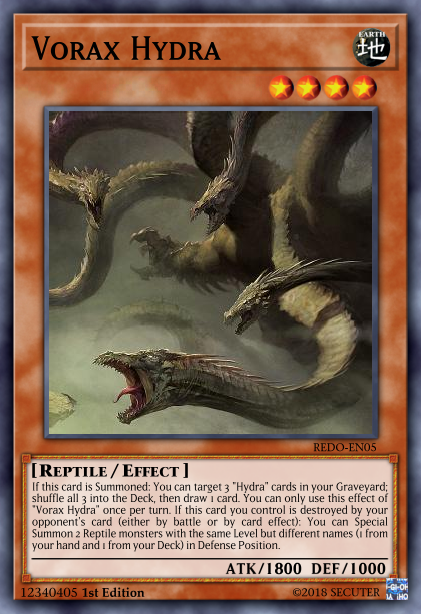 VORAX HYDRA
EARTH
地
REDO-EN05
[REPTILE/EFFECT]
If this card is Summoned: You can target 3 "Hydra" cards in your Graveyard;
shuffle all 3 into the Deck, then draw 1 card. You can only use this effect of
"Vorax Hydra" once per turn. If this card you control is destroyed by your
opponent's card (either by battle or by card effect): You can Special
Summon 2 Reptile monsters with the same Level but different names (1 from
your hand and 1 from your Deck) in Defense Position.
ATK/1800 DEF/1000
12340405 1st Edition
©2018 SECUTER